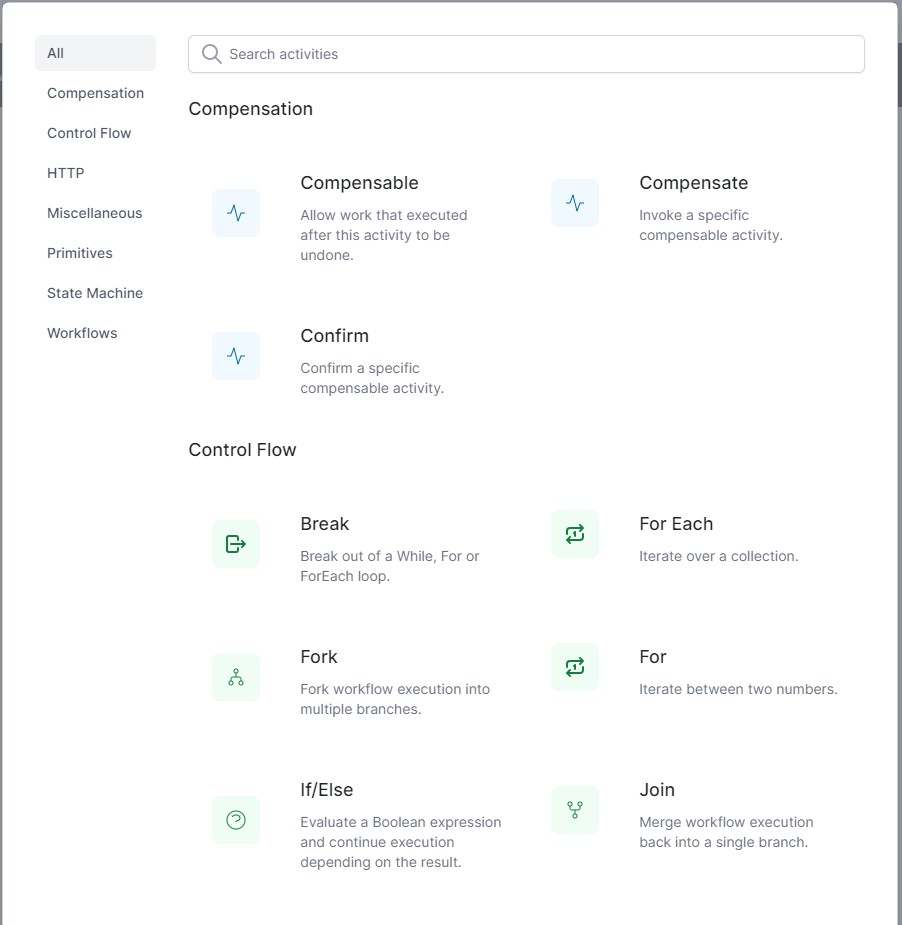 All
Compensation
Control Flow
HTTP
Miscellaneous
Primitives
State Machine
Workflows
Search activities
Compensation
Compensable
Allow work that executed
after this activity to be
undone.
Compensate
Invoke a specific
compensable activity.
Confirm
Confirm a specific
compensable activity.
Control Flow
Break
Break out of a While, For or
ForEach loop.
For Each
Iterate over a collection.
Fork
Fork workflow execution into
multiple branches.
For
Iterate between two numbers.
If/Else
Evaluate a Boolean expression
and continue execution
depending on the result.
Join
Merge workflow execution
back into a single branch.